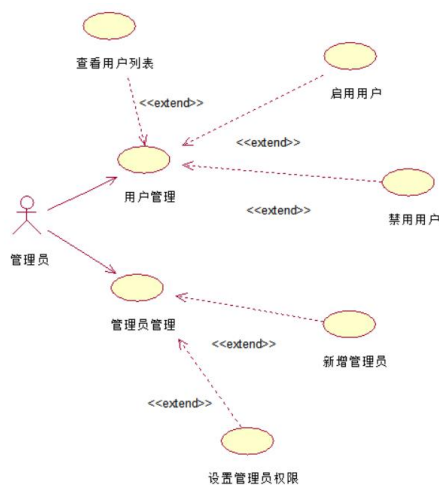 查看用户列表
启用用户
<<extend>>
<<extend>>
用户管理
<<extend>>
禁用用户
管理员
管理员管理
<<extend>>
新增管理员
<<extend>>
设置管理员权限